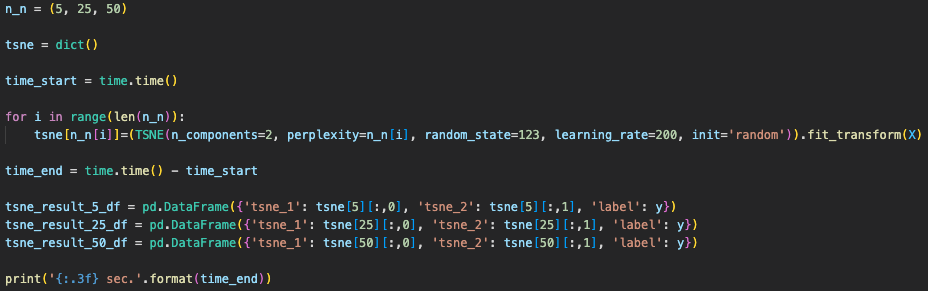 n_n = (5, 25, 50)
tsne = dict()
time_start = time.time()
for i in range(len(n_n)):
    tsne[n_n[i]]=(TSNE(n_components=2, perplexity=n_n[i], random_state=123, learning_rate=200, init='random')).fit_transform(X)
time_end = time.time() - time_start
tsne_result_5_df = pd.DataFrame({'tsne_1': tsne[5][:,0], 'tsne_2': tsne[5][:,1], 'label': y})
tsne_result_25_df = pd.DataFrame({'tsne_1': tsne[25][:,0], 'tsne_2': tsne[25][:,1], 'label': y})
tsne_result_50_df = pd.DataFrame({'tsne_1': tsne[50][:,0], 'tsne_2': tsne[50][:,1], 'label': y})
print('{:.3f} sec.'.format(time_end))